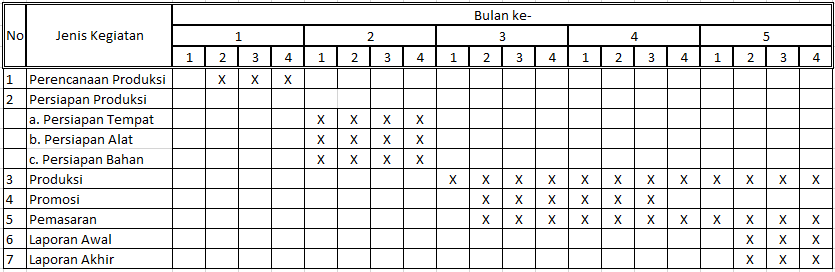 No Jenis Kegiatan Bulan ke-
1 2 3 4 5
1 2 3 4 1 2 3 4 1 2 3 4 1 2 3 4 1 2 3 4
1 Perencanaan Produksi X X X
2 Persiapan Produksi
a. Persiapan Tempat X X X X
b. Persiapan Alat X X X X
c. Persiapan Bahan X X X X
3 Produksi X X X X X X X X X X X X
4 Promosi X X X X X X
5 Pemasaran X X X X X X X X X X X
6 Laporan Awal X X X
7 Laporan Akhir X X X